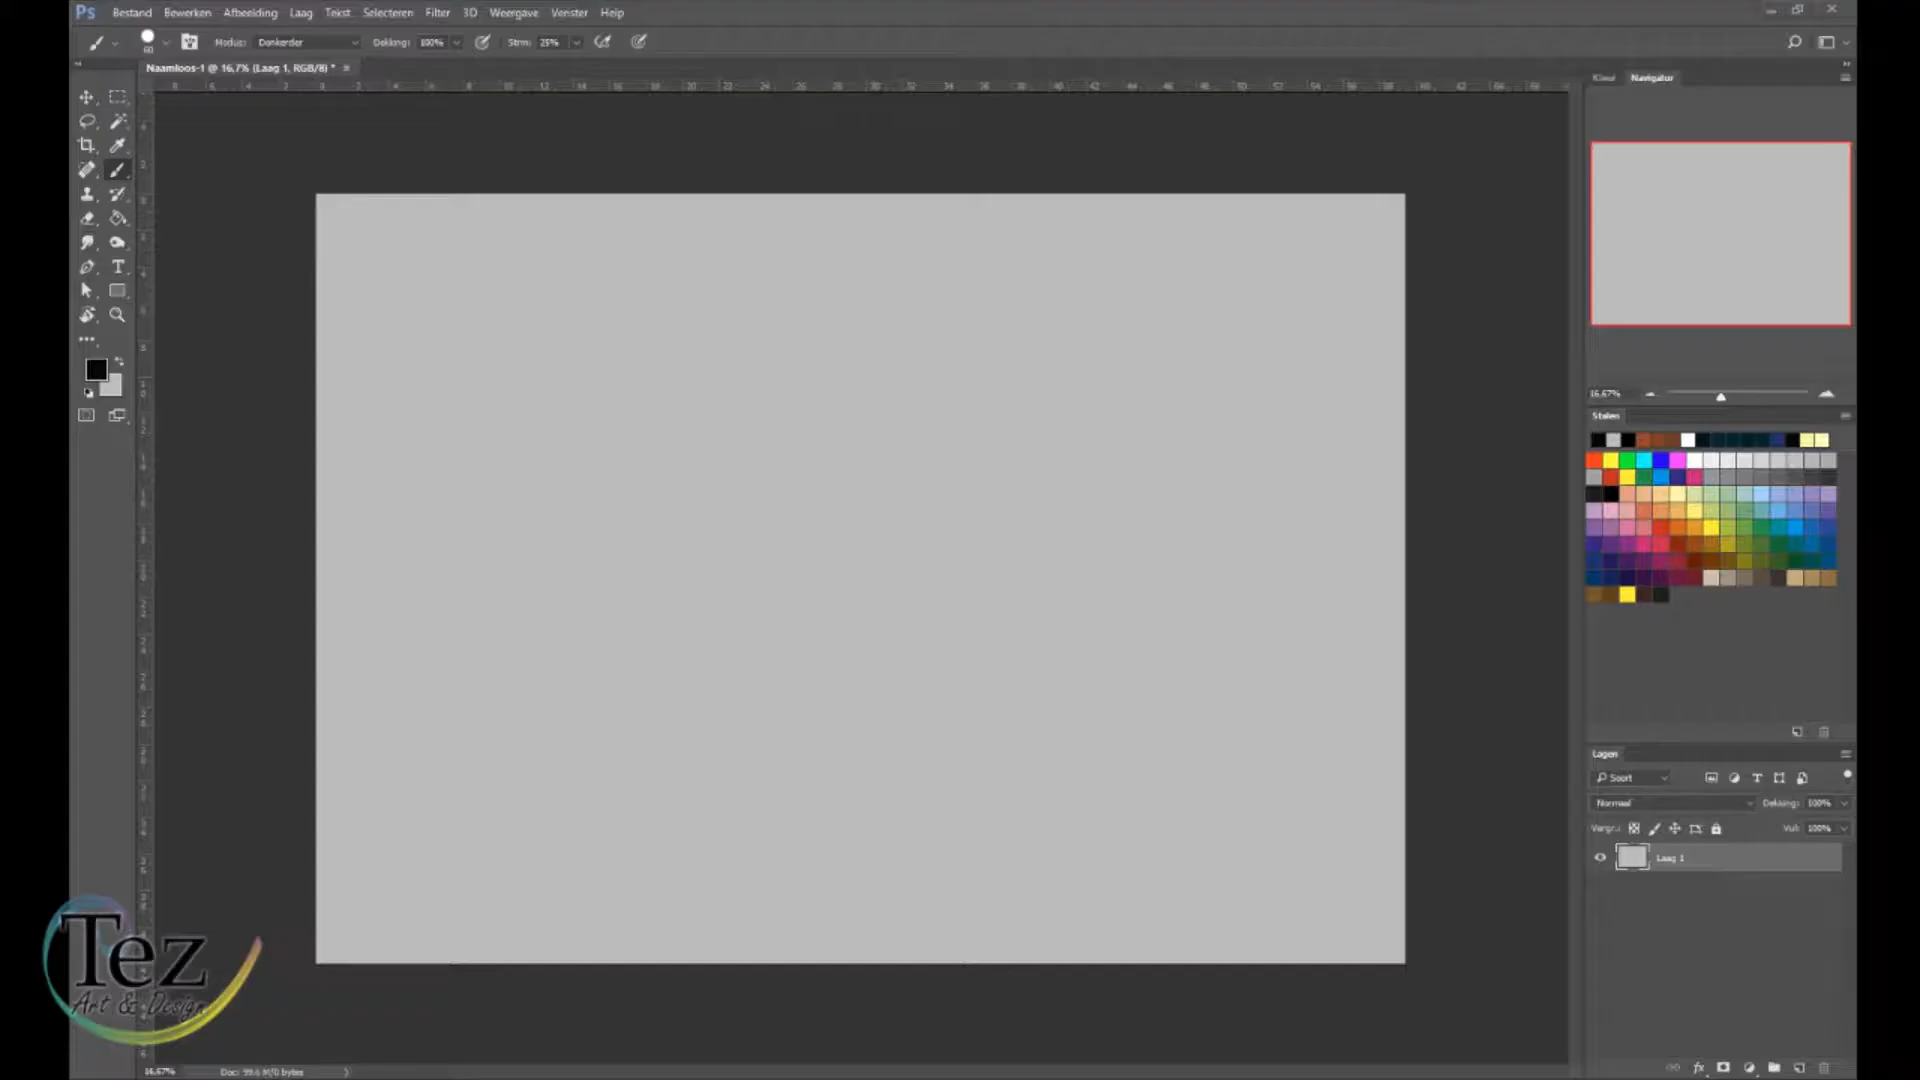 Ps Bestand Bewerken Afbeelding Laag Tekst Selecteren Filter 3D Weergave Venster Help
60 Modus: Donkerder Dekking: 100% Strm: 25%
Naamloos-1 @ 16,7% (Laag 1, RGB/8) *
Kleur Navigator
16,67%
Stalen
Lagen
Soort
Normaal Dekking: 100%
Vergr.: Vul: 100%
Laag 1
Tez
Art & Design
16,67% Doc: 99,6 M/0 bytes